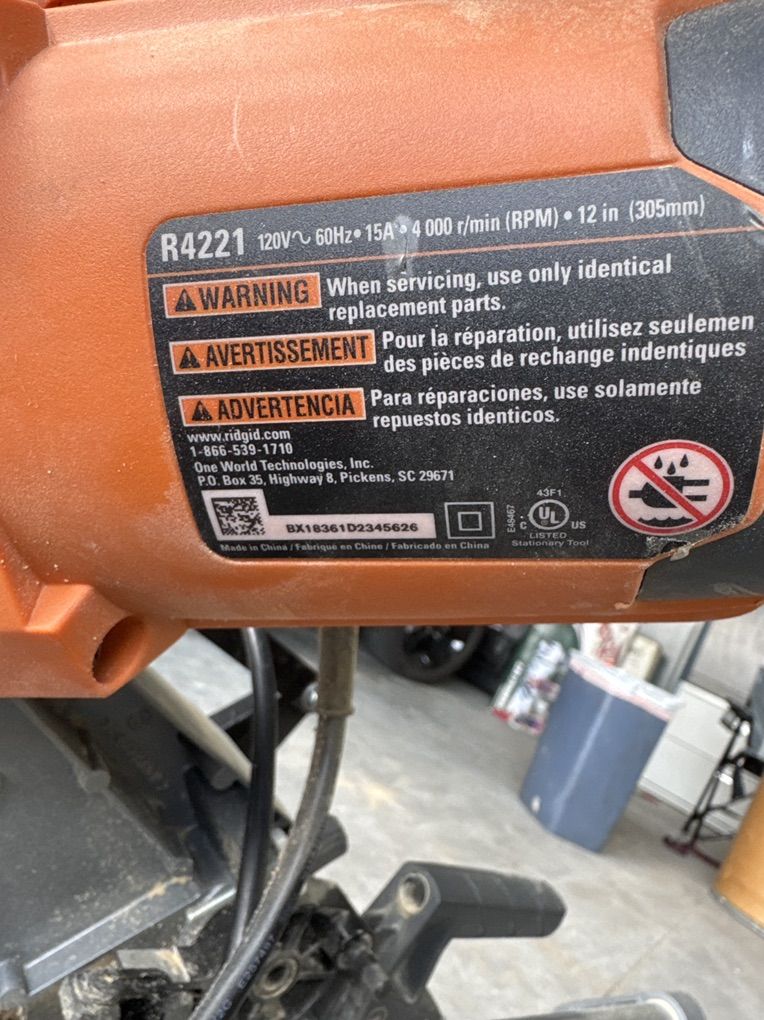 R4221 120V∿ 60Hz • 15A • 4 000 r/min (RPM) • 12 in (305mm)
WARNING When servicing, use only identical
replacement parts.
AVERTISSEMENT Pour la réparation, utilisez seulemen
des pièces de rechange indentiques
ADVERTENCIA Para réparaciones, use solamente
repuestos identicos.
www.ridgid.com
1-866-539-1710
One World Technologies, Inc.
P.O. Box 35, Highway 8, Pickens, SC 29671
BX18361D2345626
43F1
E48467
C UL US
LISTED
Stationary Tool
Made in China / Fabriqué en Chine / Fabricado en China